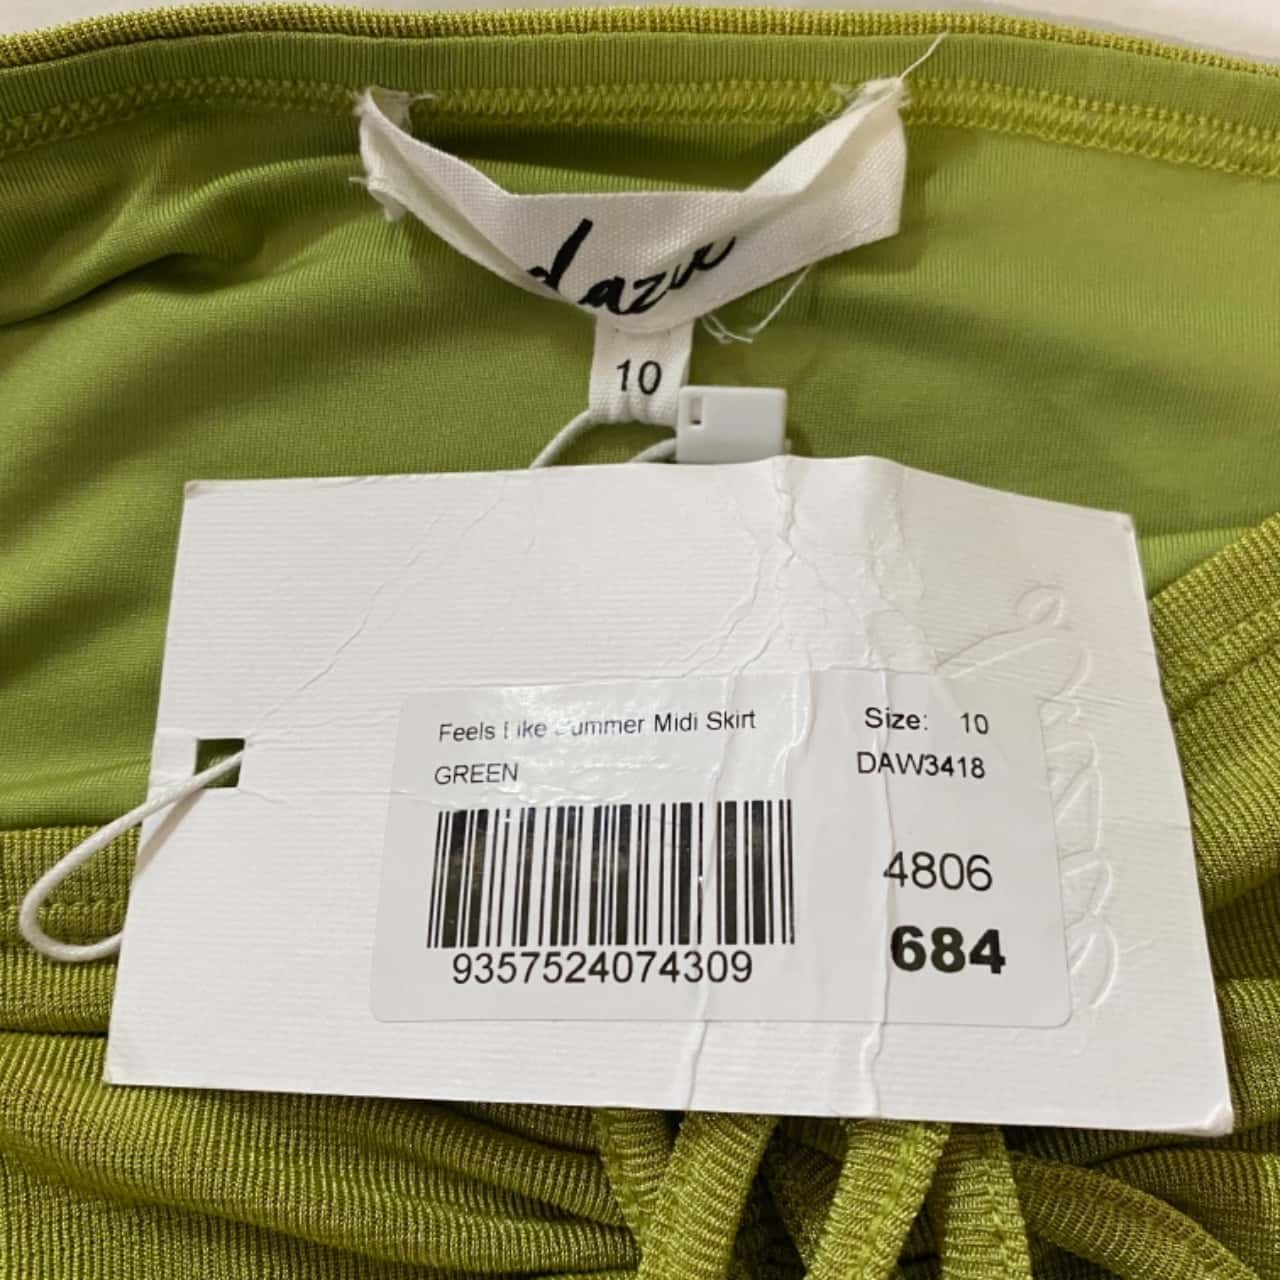 dazie
10
Feels Like Summer Midi Skirt
GREEN
Size: 10
DAW3418
4806
684
9357524074309